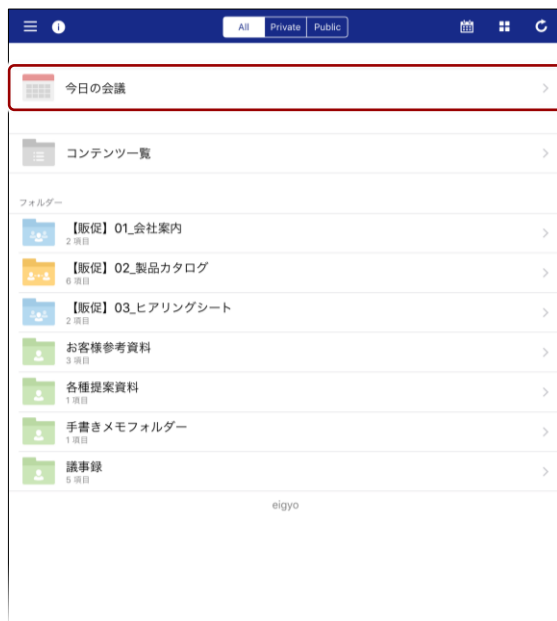 All Private Public
今日の会議
コンテンツ一覧
フォルダー
【販促】01_会社案内
2 項目
【販促】02_製品カタログ
6 項目
【販促】03_ヒアリングシート
2 項目
お客様参考資料
3 項目
各種提案資料
1 項目
手書きメモフォルダー
1 項目
議事録
5 項目
eigyo